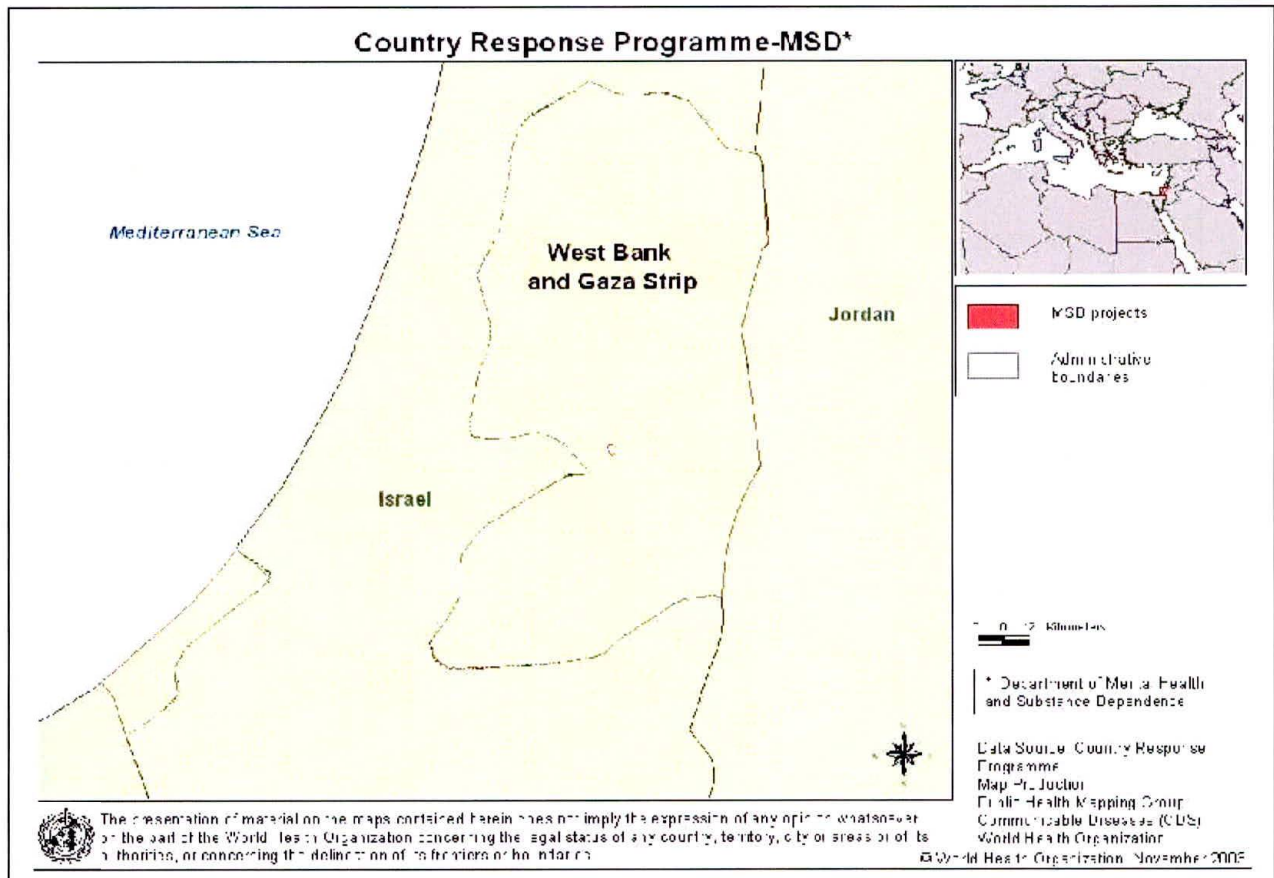 Country Response Programme-MSD*
Mediterranean Sea
West Bank
and Gaza Strip
Jordan
Israel
MSD projects
Administrative
boundaries
Kilometers
* Department of Mental Health
and Substance Dependence
Data Source: Country Response
Programme
Map Production
Public Health Mapping Group
Communicable Diseases (CDS)
World Health Organization
© World Health Organization, November 2003
The presentation of material on the maps contained herein does not imply the expression of any opinion whatsoever
on the part of the World Health Organization concerning the legal status of any country, territory, city or areas or of its
authorities, or concerning the delineation of its frontiers or boundaries